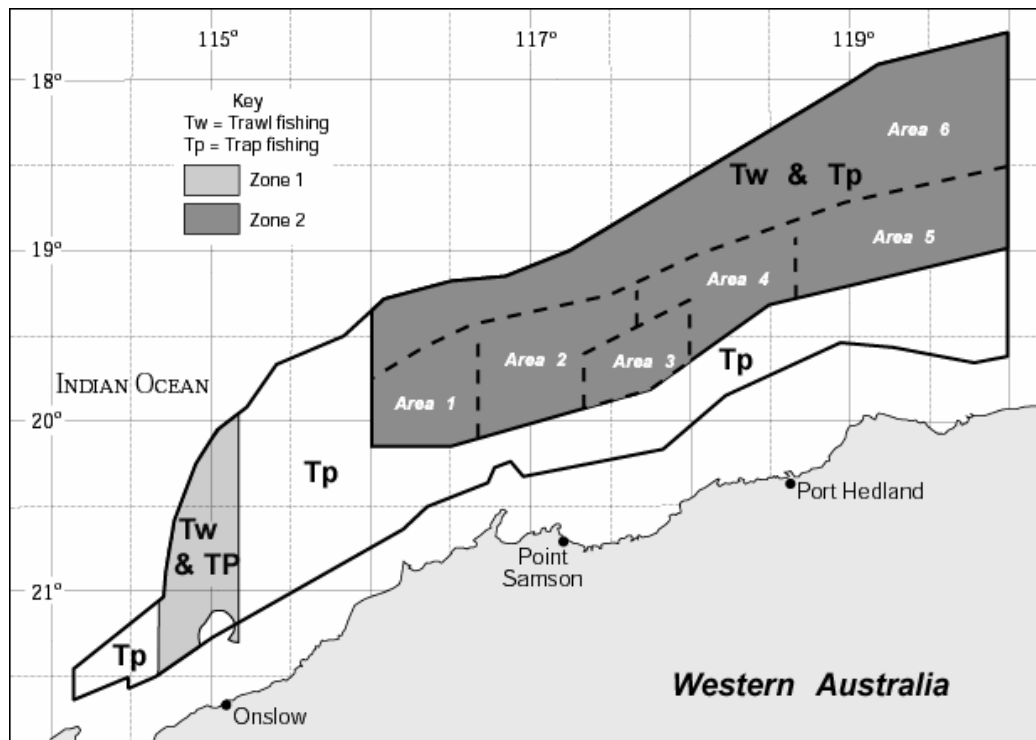 115° 117° 119°
18°
Key
Tw = Trawl fishing
Tp = Trap fishing
Zone 1
Zone 2
Area 6
Tw & Tp
19°
Area 5
Area 4
Area 2
Area 3
Tp
INDIAN OCEAN
Area 1
20°
Tp
Port Hedland
Tw
& TP
Point
Samson
21°
Tp
Western Australia
Onslow